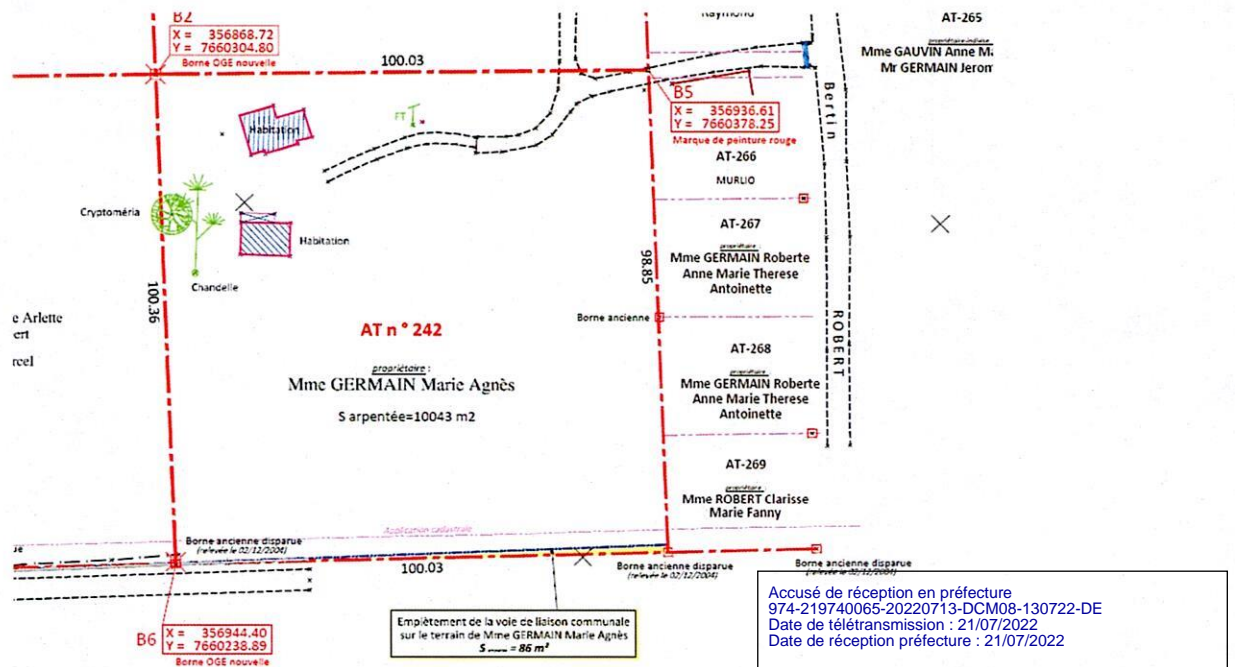 B2
X = 356868.72
Y = 7660304.80
Borne OGE nouvelle
100.03
Raymond
AT-265
propriétaire indivise
Mme GAUVIN Anne M
Mr GERMAIN Jerom
Habitation
FT
B5
X = 356936.61
Y = 7660378.25
Marque de peinture rouge
Bertin
AT-266
MURLIO
Cryptoméria
Habitation
Chandelle
AT-267
propriétaire :
Mme GERMAIN Roberte
Anne Marie Therese
Antoinette
100.36
98.85
e Arlette
ert
rcel
Borne ancienne
ROBERT
AT n ° 242
propriétaire :
Mme GERMAIN Marie Agnès
S arpentée=10043 m2
AT-268
propriétaire :
Mme GERMAIN Roberte
Anne Marie Therese
Antoinette
AT-269
propriétaire :
Mme ROBERT Clarisse
Marie Fanny
Application cadastrale
Borne ancienne disparue
(relevée le 02/12/2004)
100.03
Borne ancienne disparue
(relevée le 02/12/2004)
Borne ancienne disparue
(relevée le 02/12/2004)
B6
X = 356944.40
Y = 7660238.89
Borne OGE nouvelle
Empiètement de la voie de liaison communale
sur le terrain de Mme GERMAIN Marie Agnès
S = 86 m²
Accusé de réception en préfecture
974-219740065-20220713-DCM08-130722-DE
Date de télétransmission : 21/07/2022
Date de réception préfecture : 21/07/2022